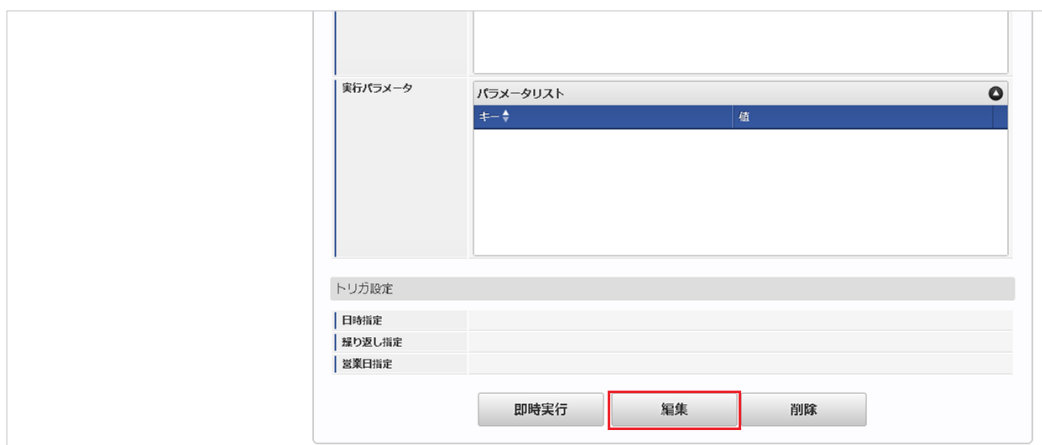 実行パラメータ
パラメータリスト
キー 値
トリガ設定
日時指定
繰り返し指定
営業日指定
即時実行 編集 削除